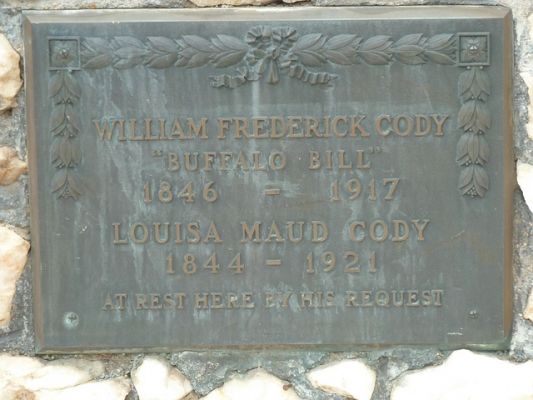 WILLIAM FREDERICK CODY
"BUFFALO BILL"
1846 - 1917
LOUISA MAUD CODY
1844 - 1921
AT REST HERE BY HIS REQUEST